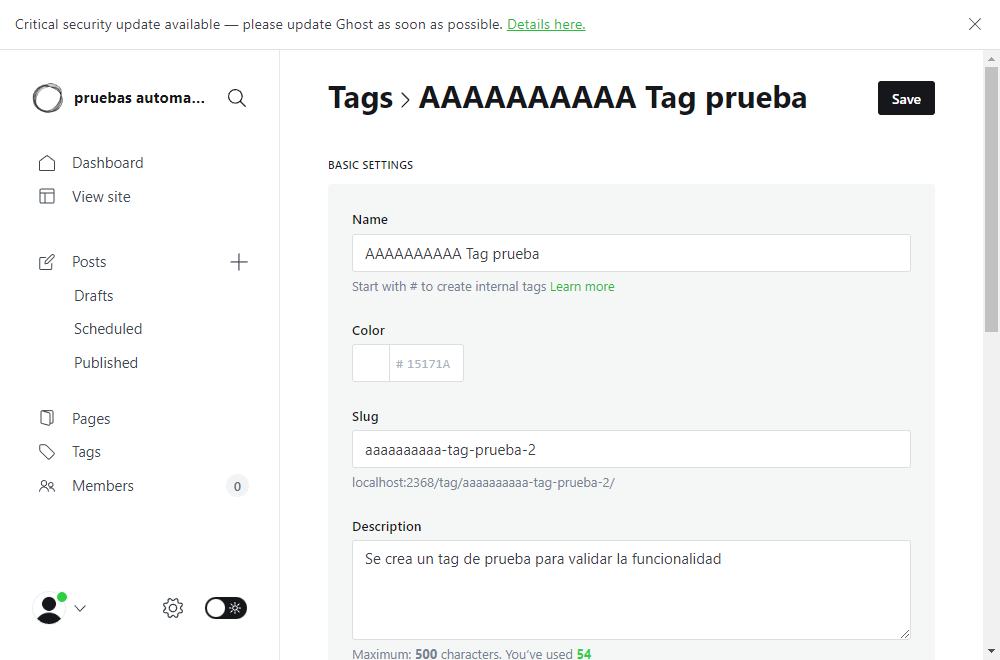 Critical security update available — please update Ghost as soon as possible. Details here.
pruebas automa...
Dashboard
View site
Posts
Drafts
Scheduled
Published
Pages
Tags
Members 0
Tags > AAAAAAAAAA Tag prueba
Save
BASIC SETTINGS
Name
AAAAAAAAAA Tag prueba
Start with # to create internal tags Learn more
Color
# 15171A
Slug
aaaaaaaaaa-tag-prueba-2
localhost:2368/tag/aaaaaaaaaa-tag-prueba-2/
Description
Se crea un tag de prueba para validar la funcionalidad
Maximum: 500 characters. You’ve used 54